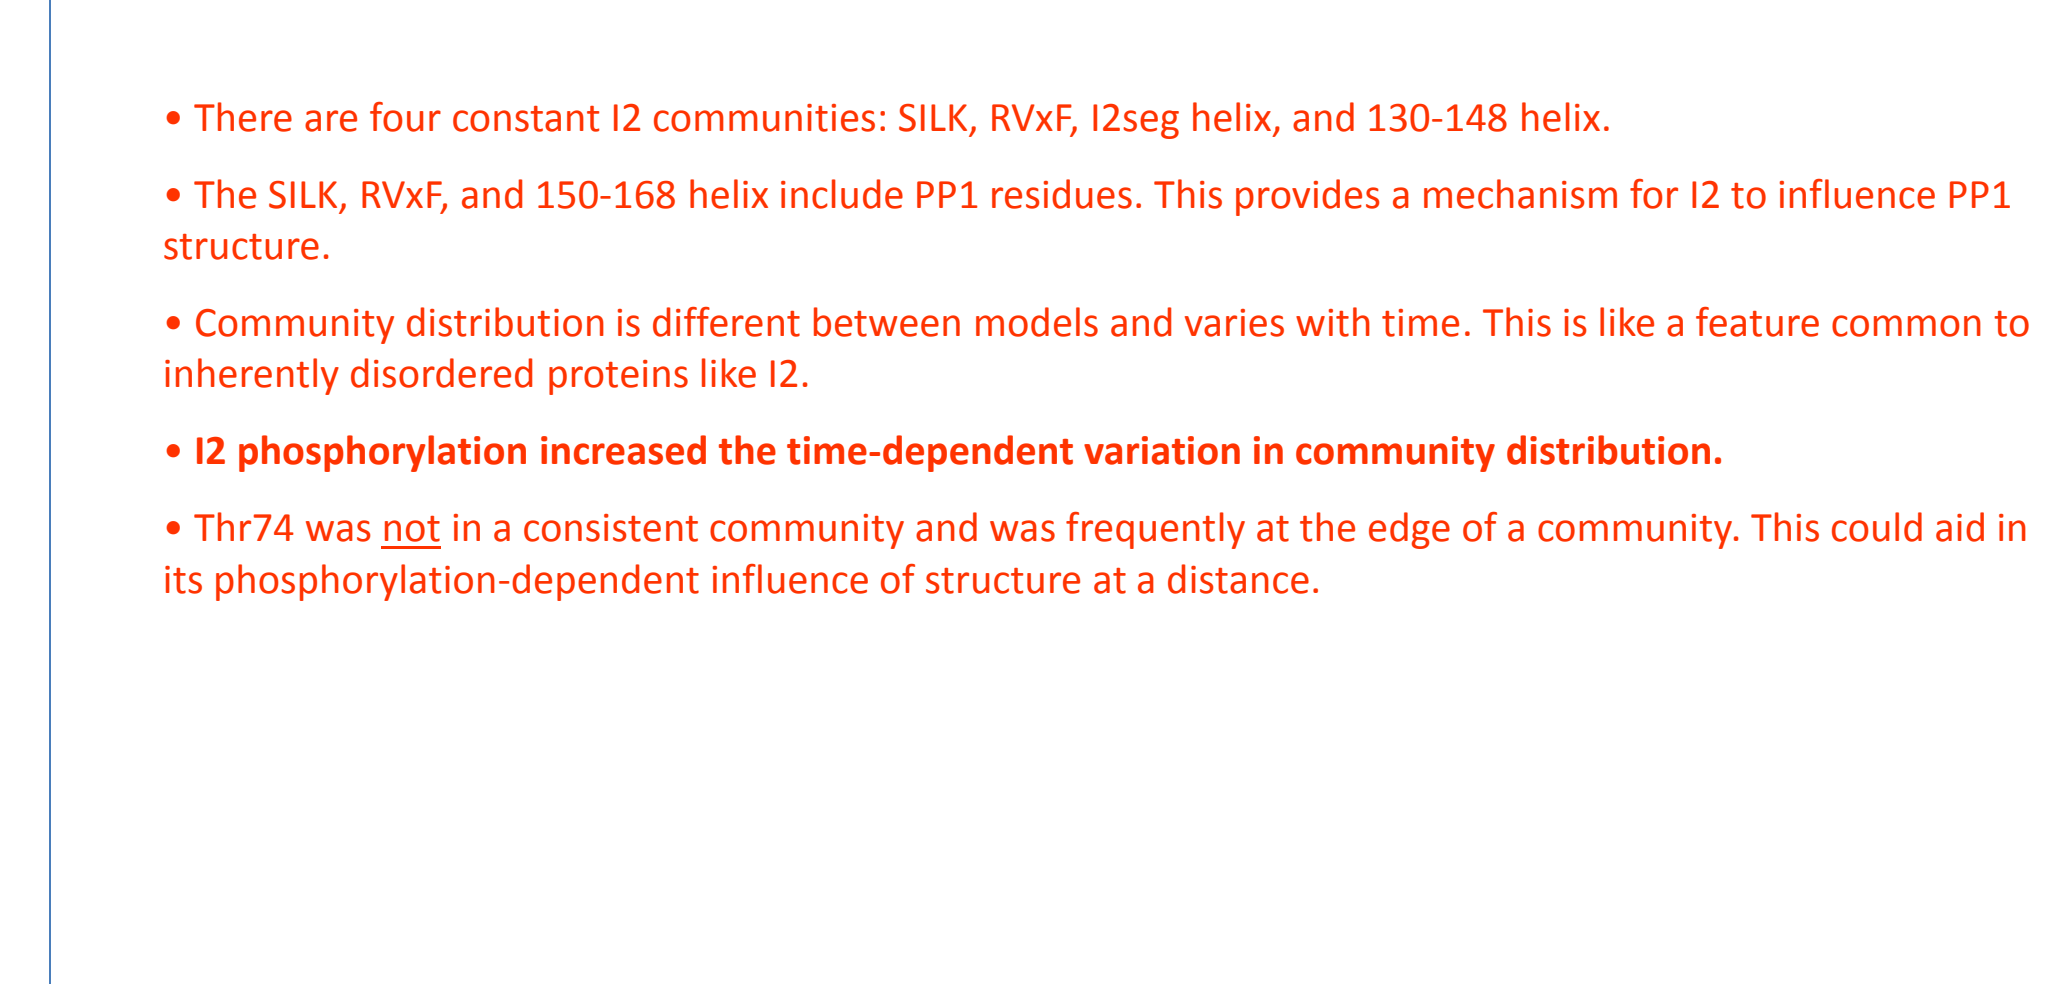 • There are four constant I2 communities: SILK, RVxF, I2seg helix, and 130-148 helix.
• The SILK, RVxF, and 150-168 helix include PP1 residues. This provides a mechanism for I2 to influence PP1
structure.
• Community distribution is different between models and varies with time. This is like a feature common to
inherently disordered proteins like I2.
• I2 phosphorylation increased the time-dependent variation in community distribution.
• Thr74 was not in a consistent community and was frequently at the edge of a community. This could aid in
its phosphorylation-dependent influence of structure at a distance.